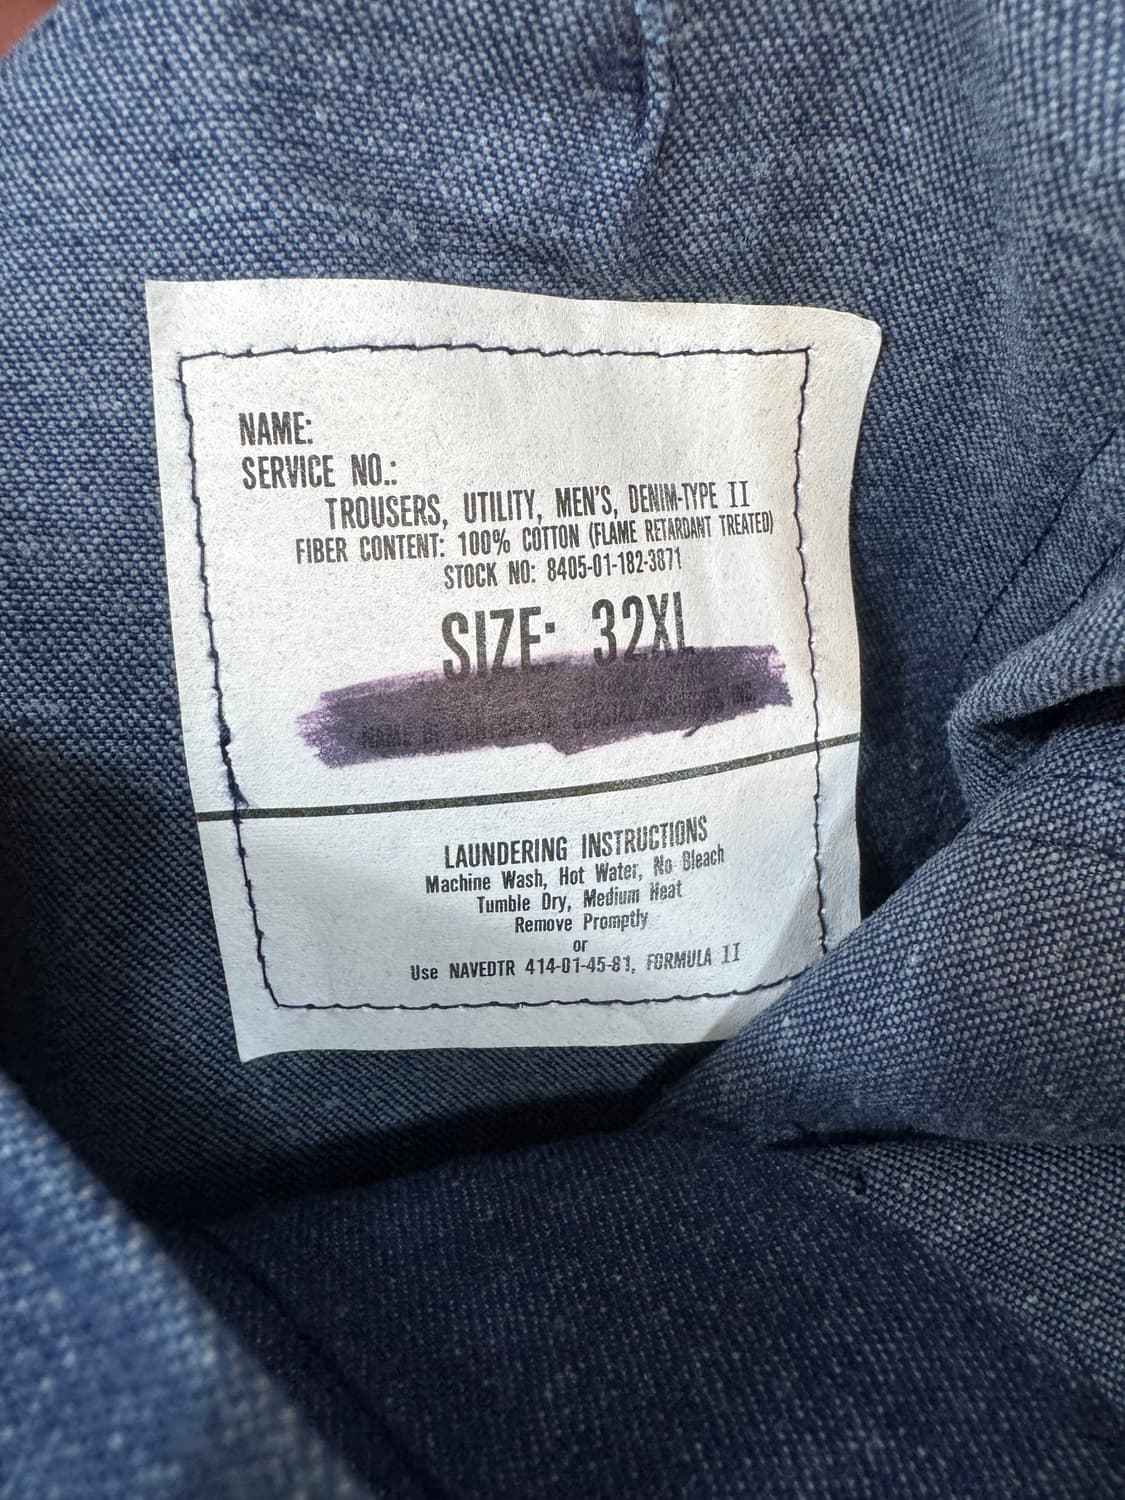 NAME:
SERVICE NO.:
TROUSERS, UTILITY, MEN'S, DENIM-TYPE II
FIBER CONTENT: 100% COTTON (FLAME RETARDANT TREATED)
STOCK NO: 8405-01-182-3871
SIZE: 32XL
INC.
LAUNDERING INSTRUCTIONS
Machine Wash, Hot Water, No Bleach
Tumble Dry, Medium Heat
Remove Promptly
or
Use NAVEDTR 414-01-45-81, FORMULA II